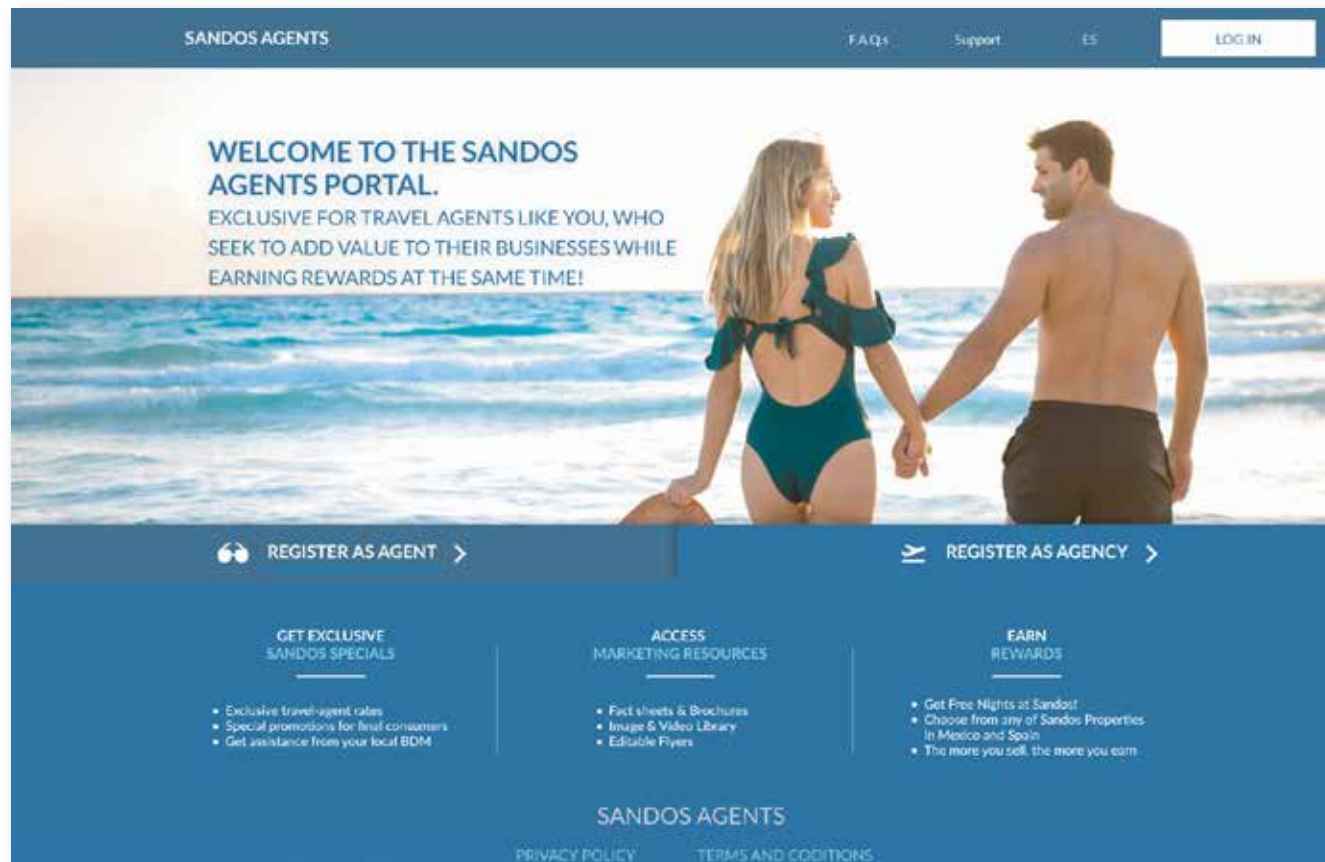 SANDOS AGENTS
F.A.Q.s
Support
ES
LOG IN
WELCOME TO THE SANDOS
AGENTS PORTAL.
EXCLUSIVE FOR TRAVEL AGENTS LIKE YOU, WHO
SEEK TO ADD VALUE TO THEIR BUSINESSES WHILE
EARNING REWARDS AT THE SAME TIME!
REGISTER AS AGENT
REGISTER AS AGENCY
GET EXCLUSIVE
SANDOS SPECIALS
• Exclusive travel-agent rates
• Special promotions for final consumers
• Get assistance from your local BDM
ACCESS
MARKETING RESOURCES
• Fact sheets & Brochures
• Image & Video Library
• Editable Flyers
EARN
REWARDS
• Get Free Nights at Sandos!
• Choose from any of Sandos Properties
in Mexico and Spain
• The more you sell, the more you earn
SANDOS AGENTS
PRIVACY POLICY
TERMS AND CODITIONS